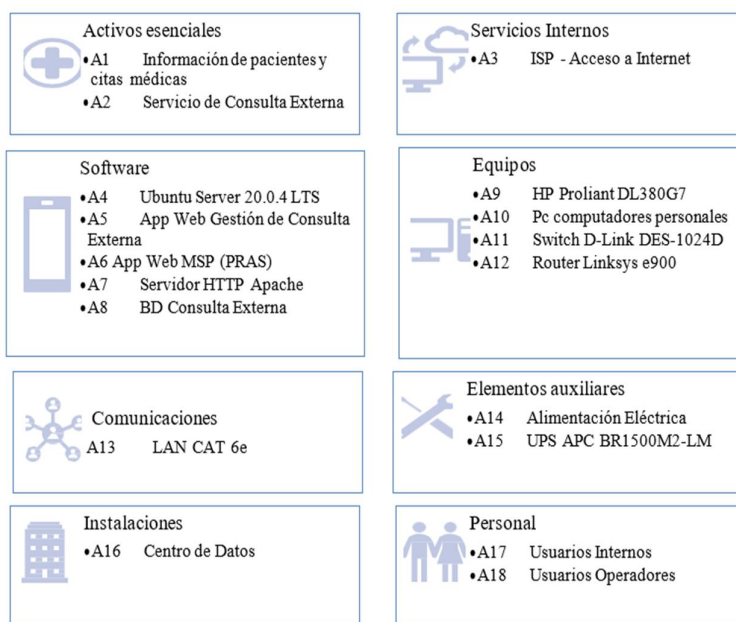 Activos esenciales
•A1 Información de pacientes y
citas médicas
•A2 Servicio de Consulta Externa
Servicios Internos
•A3 ISP - Acceso a Internet
Software
•A4 Ubuntu Server 20.0.4 LTS
•A5 App Web Gestión de Consulta
Externa
•A6 App Web MSP (PRAS)
•A7 Servidor HTTP Apache
•A8 BD Consulta Externa
Equipos
•A9 HP Proliant DL380G7
•A10 Pc computadores personales
•A11 Switch D-Link DES-1024D
•A12 Router Linksys e900
Comunicaciones
A13 LAN CAT 6e
Elementos auxiliares
•A14 Alimentación Eléctrica
•A15 UPS APC BR1500M2-LM
Instalaciones
•A16 Centro de Datos
Personal
•A17 Usuarios Internos
•A18 Usuarios Operadores